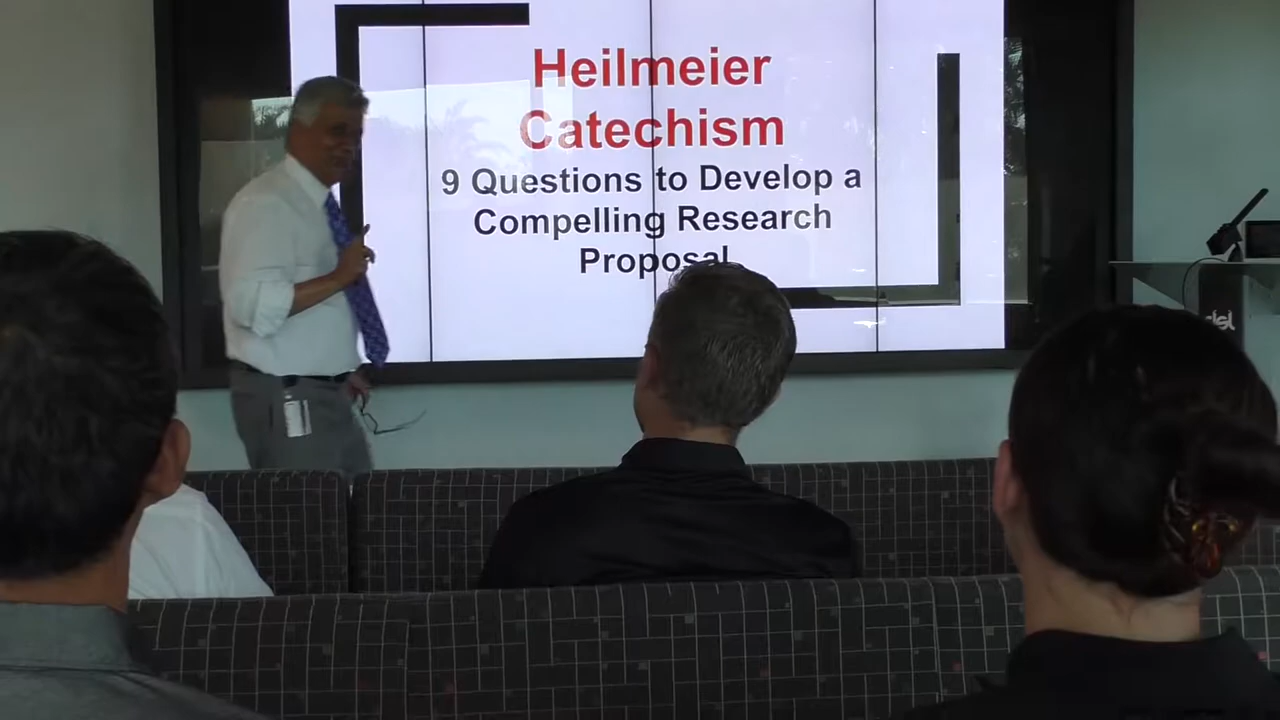 Heilmeier
Catechism
9 Questions to Develop a
Compelling Research
Proposal